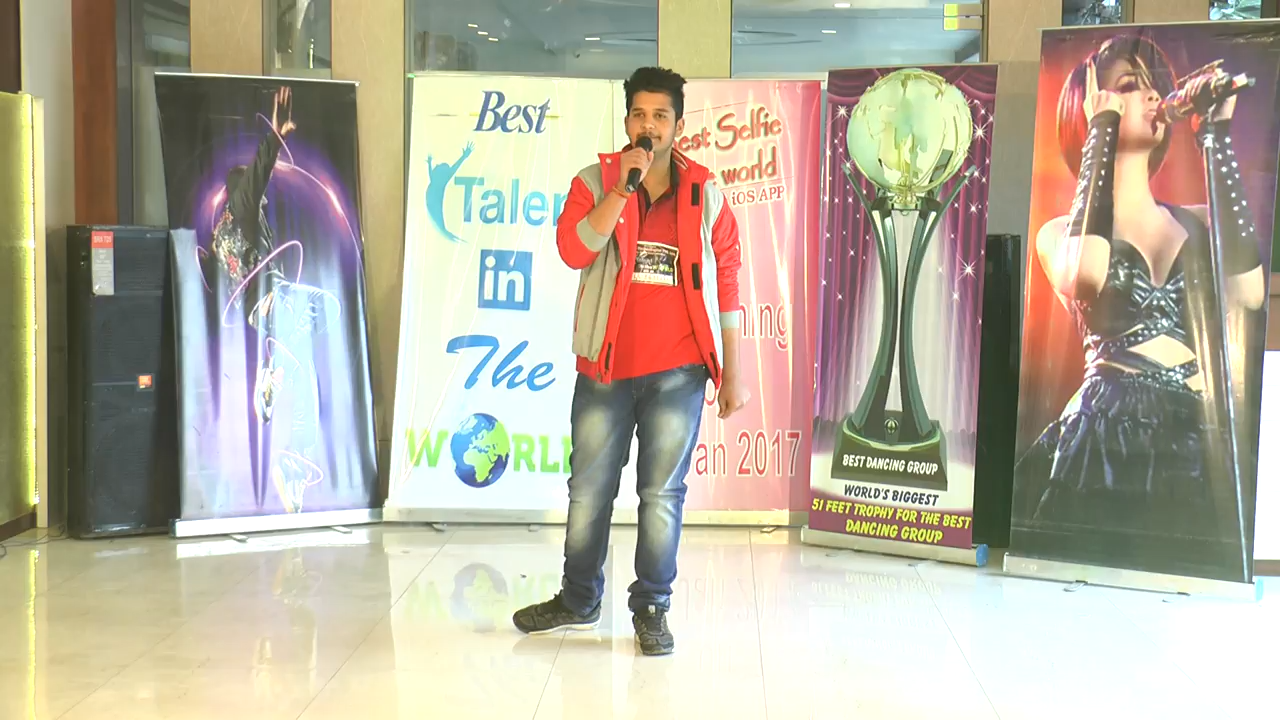 Best
Talen
in
The
WORL
est Selfie
world
iOS APP
ning
an 2017
BEST DANCING GROUP
WORLD'S BIGGEST
51 FEET TROPHY FOR THE BEST
DANCING GROUP